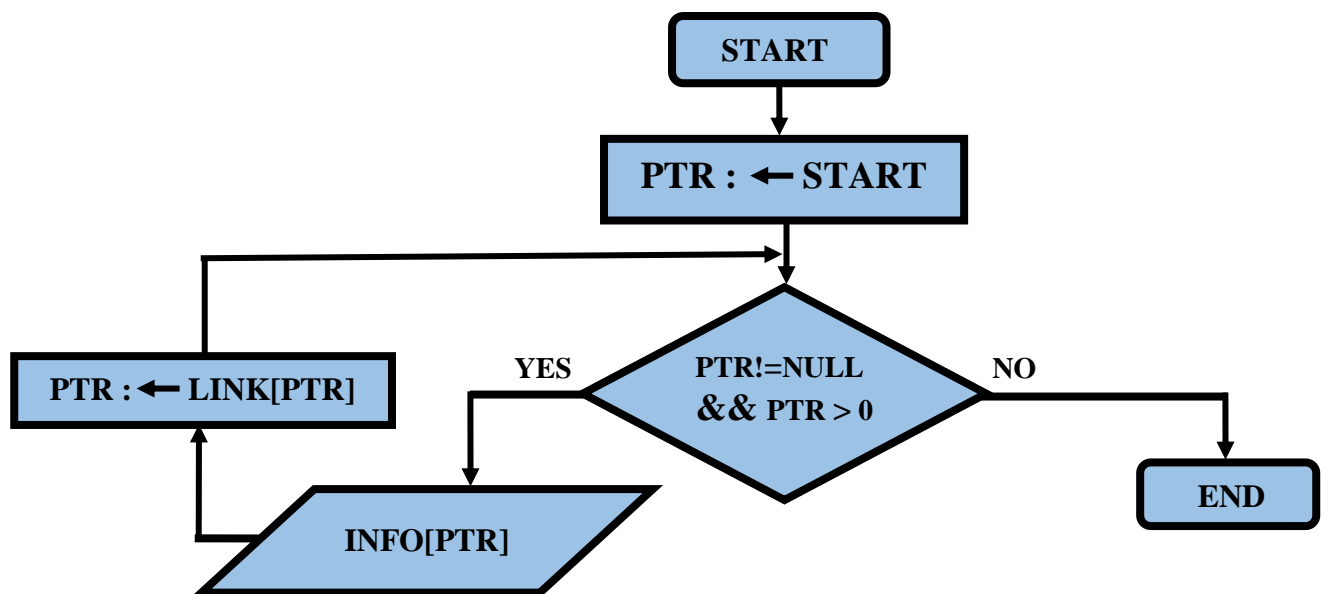 START
PTR : ← START
YES
PTR!=NULL
&& PTR > 0
NO
PTR :← LINK[PTR]
INFO[PTR]
END